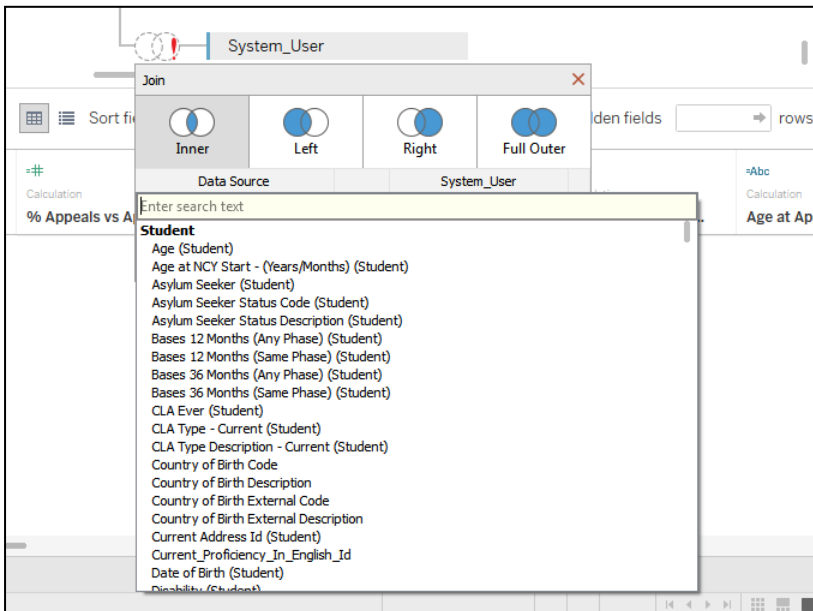 System_User
Join
Sort fi
Inner
Left
Right
Full Outer
dden fields
rows
Data Source
System_User
Enter search text
Calculation
% Appeals vs A
Student
Age (Student)
Age at NCY Start - (Years/Months) (Student)
Asylum Seeker (Student)
Asylum Seeker Status Code (Student)
Asylum Seeker Status Description (Student)
Bases 12 Months (Any Phase) (Student)
Bases 12 Months (Same Phase) (Student)
Bases 36 Months (Any Phase) (Student)
Bases 36 Months (Same Phase) (Student)
CLA Ever (Student)
CLA Type - Current (Student)
CLA Type Description - Current (Student)
Country of Birth Code
Country of Birth Description
Country of Birth External Code
Country of Birth External Description
Current Address Id (Student)
Current_Proficiency_In_English_Id
Date of Birth (Student)
Disability (Student)
=Abc
Calculation
Age at Ap